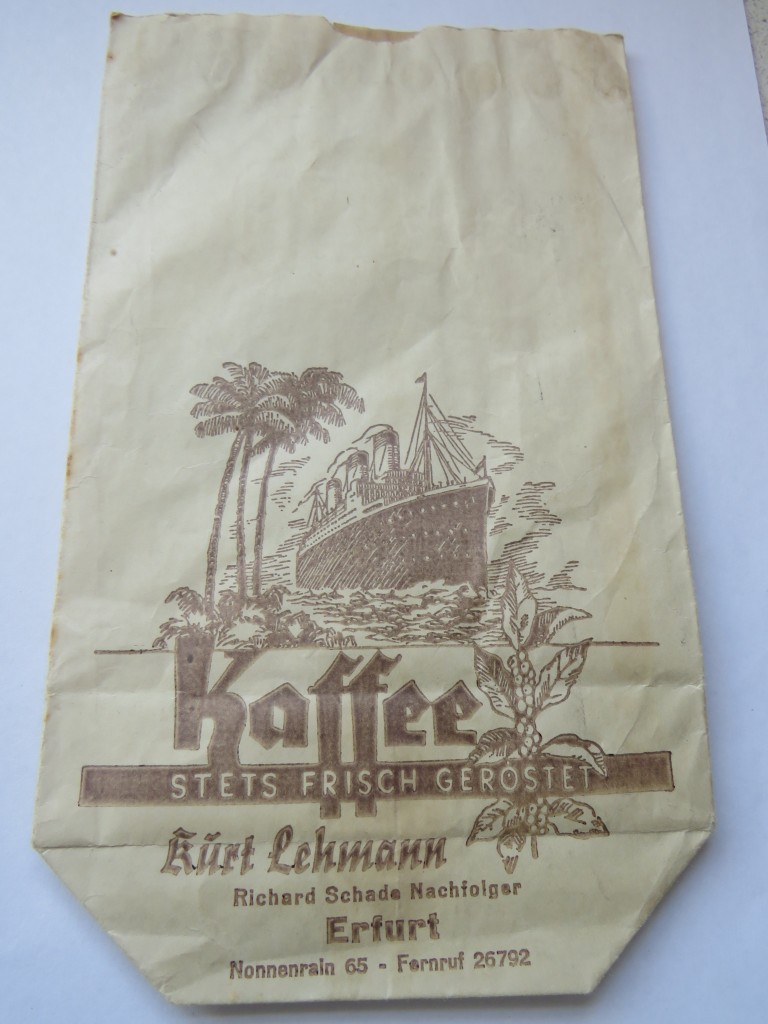 Kaffee
STETS FRISCH GERÖSTET
Kurt Lehmann
Richard Schade Nachfolger
Erfurt
Nonnenrain 65 - Fernruf 26792